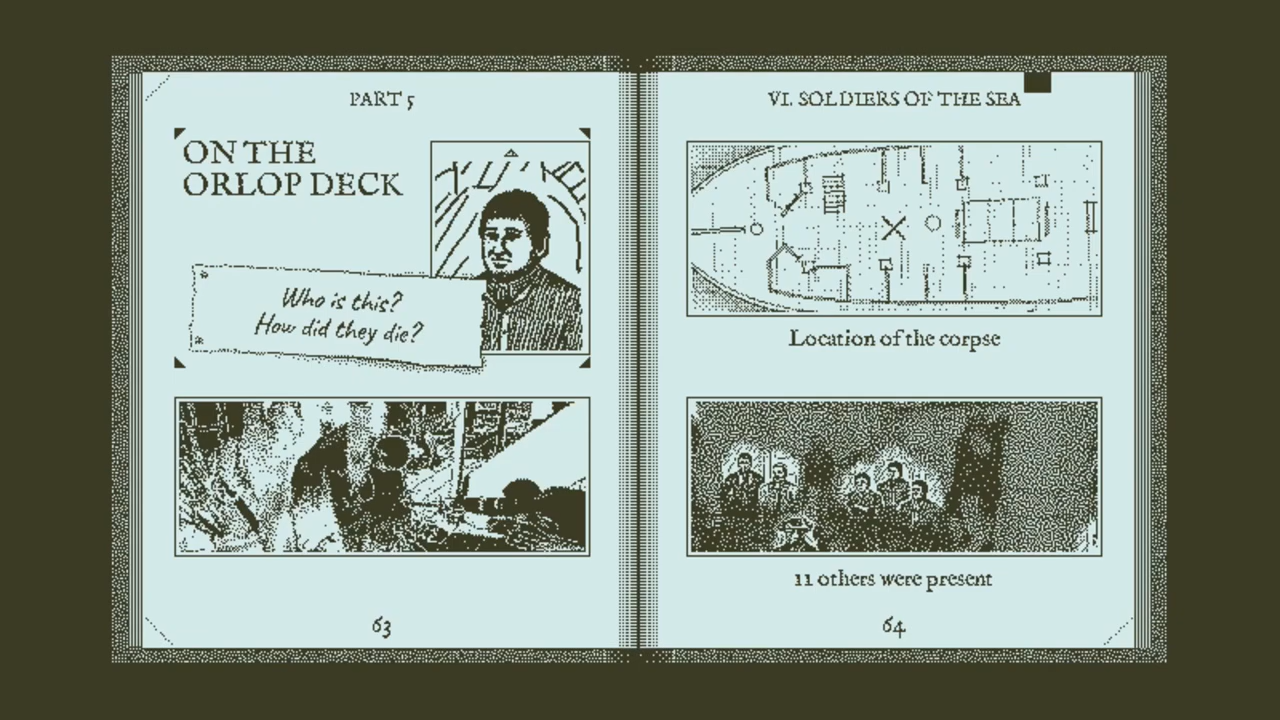 PART 5
ON THE
ORLOP DECK
Who is this?
How did they die?
63
VI. SOLDIERS OF THE SEA
Location of the corpse
11 others were present
64